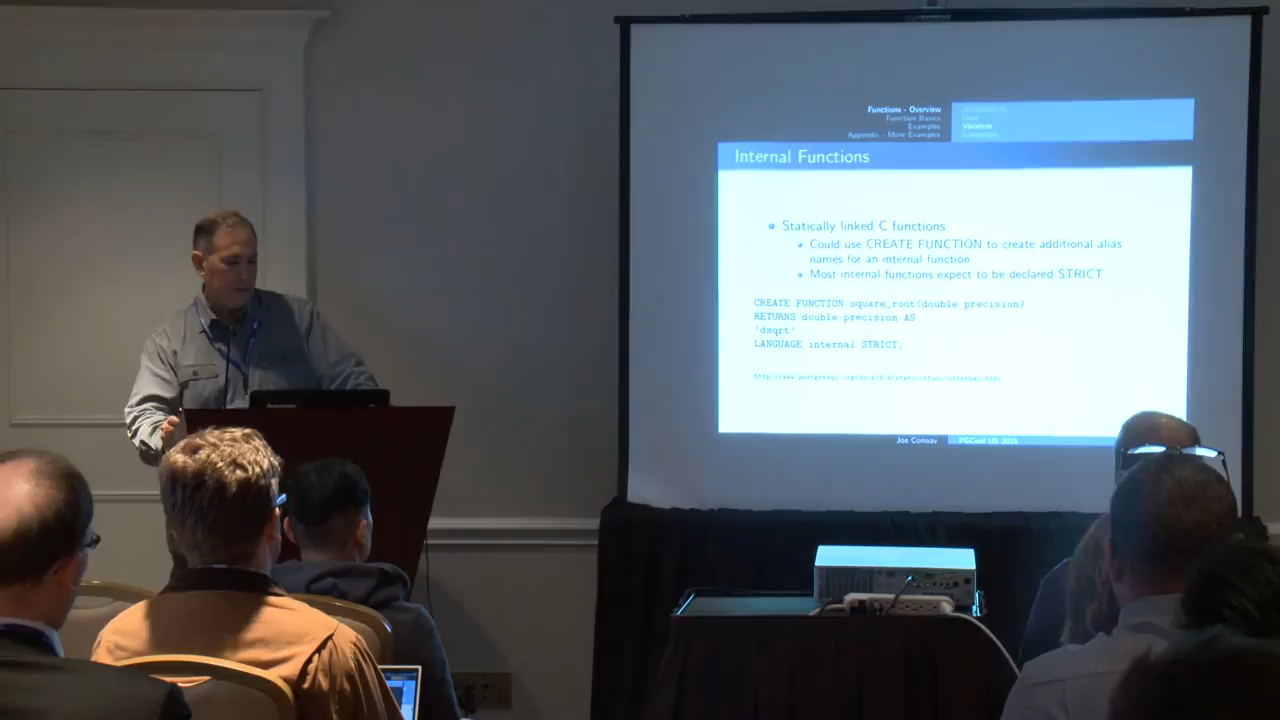 Functions - Overview
Function Basics
Examples
Appendix - More Examples
Varieties
Internal Functions
Statically linked C functions
Could use CREATE FUNCTION to create additional alias
names for an internal function
Most internal functions expect to be declared STRICT
CREATE FUNCTION square_root(double precision)
RETURNS double precision AS
'dsqrt'
LANGUAGE internal STRICT;
Joe Conway
PGConf US 2015